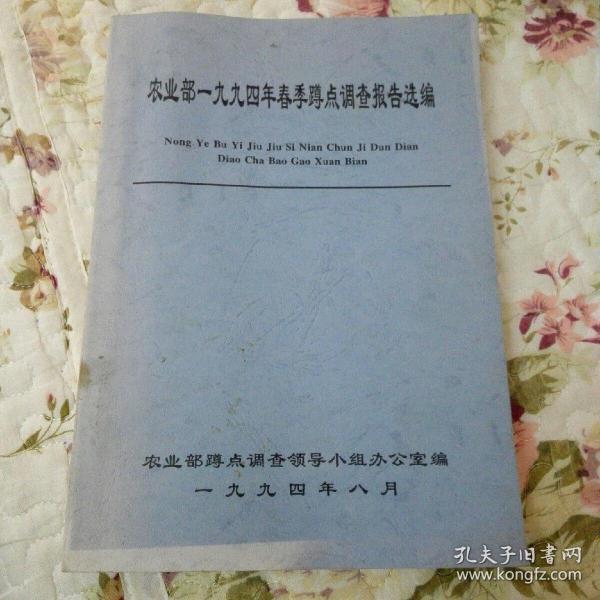 农业部一九九四年春季蹲点调查报告选编
Nong Ye Bu Yi Jiu Jiu Si Nian Chun Ji Dun Dian
Diao Cha Bao Gao Xuan Bian
农业部蹲点调查领导小组办公室编
一九九四年八月
孔夫子旧书网
www.kongfz.com